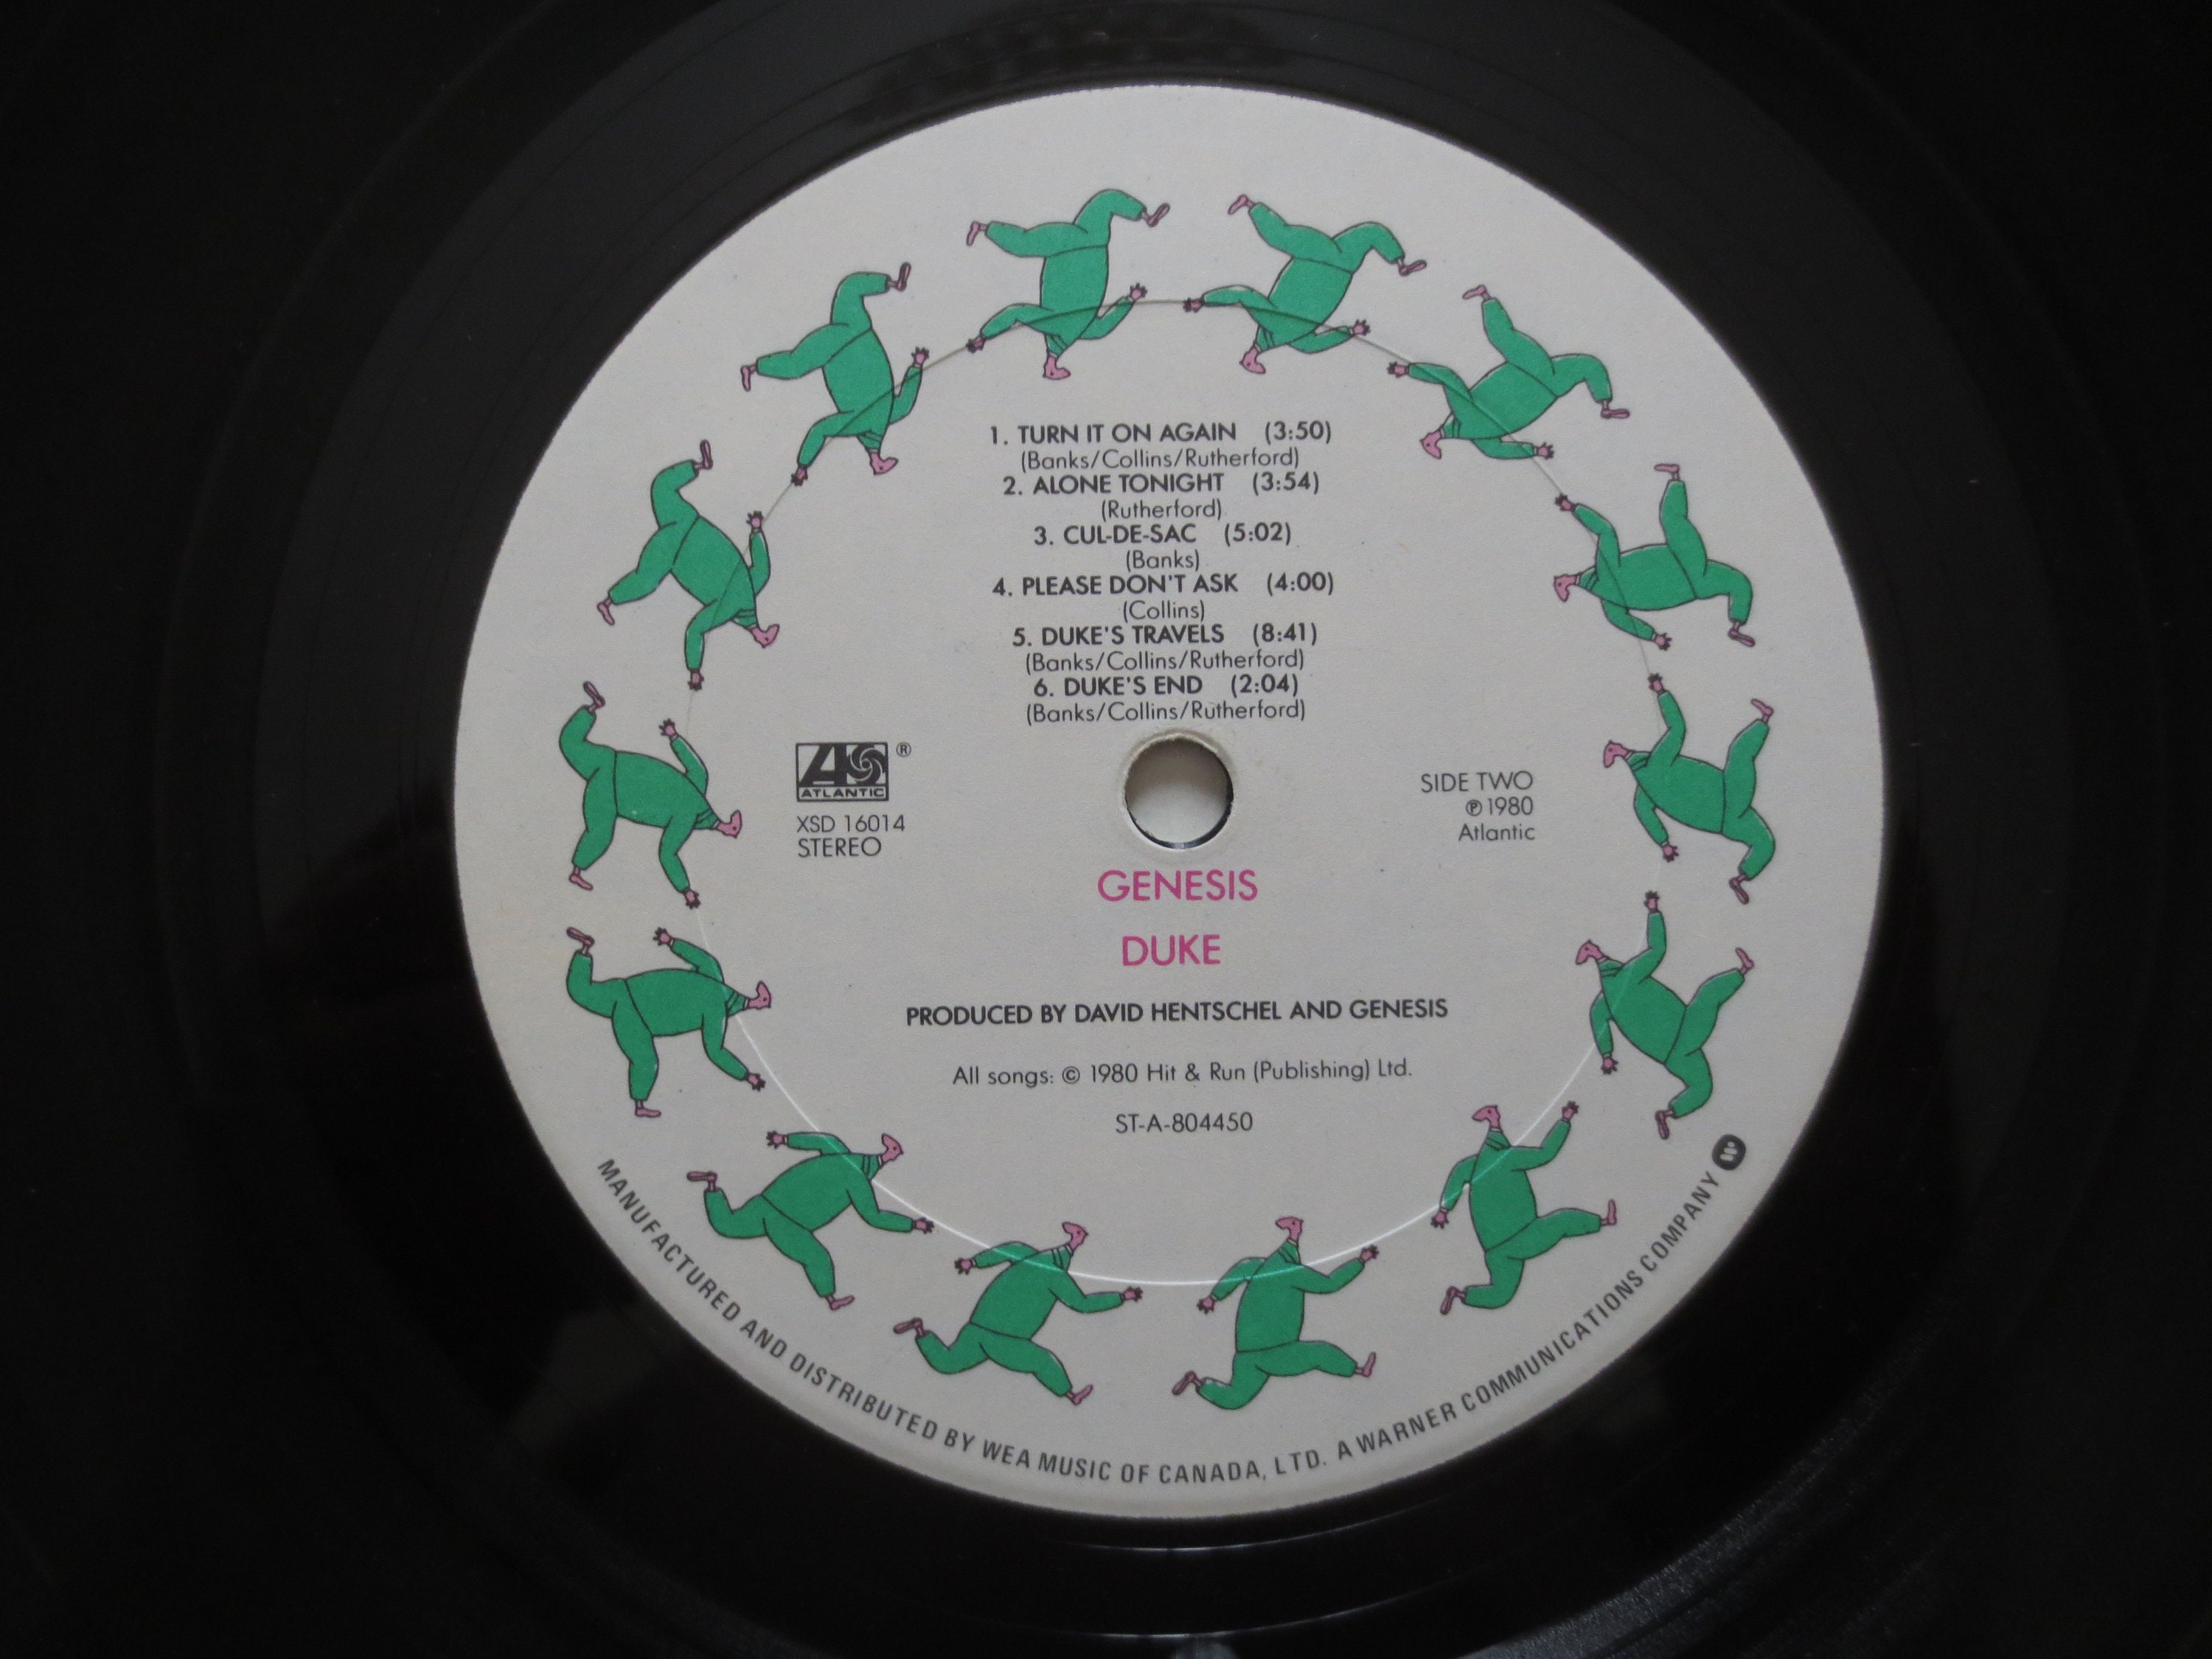 1. TURN IT ON AGAIN (3:50)
(Banks/Collins/Rutherford)
2. ALONE TONIGHT (3:54)
(Rutherford)
3. CUL-DE-SAC (5:02)
(Banks)
4. PLEASE DON'T ASK (4:00)
(Collins)
5. DUKE'S TRAVELS (8:41)
(Banks/Collins/Rutherford)
6. DUKE'S END (2:04)
(Banks/Collins/Rutherford)
ATLANTIC ®
XSD 16014
STEREO
SIDE TWO
℗ 1980
Atlantic
GENESIS
DUKE
PRODUCED BY DAVID HENTSCHEL AND GENESIS
All songs: © 1980 Hit & Run (Publishing) Ltd.
ST-A-804450
MANUFACTURED AND DISTRIBUTED BY WEA MUSIC OF CANADA, LTD. A WARNER COMMUNICATIONS COMPANY